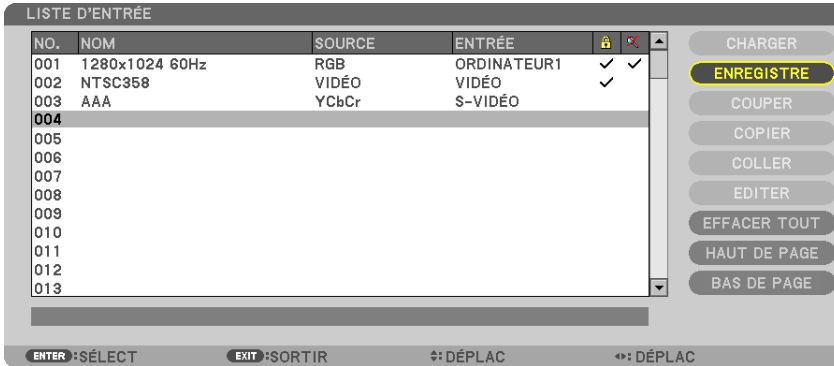 LISTE D'ENTRÉE
NO. NOM SOURCE ENTRÉE
001 1280x1024 60Hz RGB ORDINATEUR1
002 NTSC358 VIDÉO VIDÉO
003 AAA YCbCr S-VIDÉO
004
005
006
007
008
009
010
011
012
013
CHARGER
ENREGISTRE
COUPER
COPIER
COLLER
EDITER
EFFACER TOUT
HAUT DE PAGE
BAS DE PAGE
ENTER :SÉLECT EXIT :SORTIR :DÉPLAC :DÉPLAC